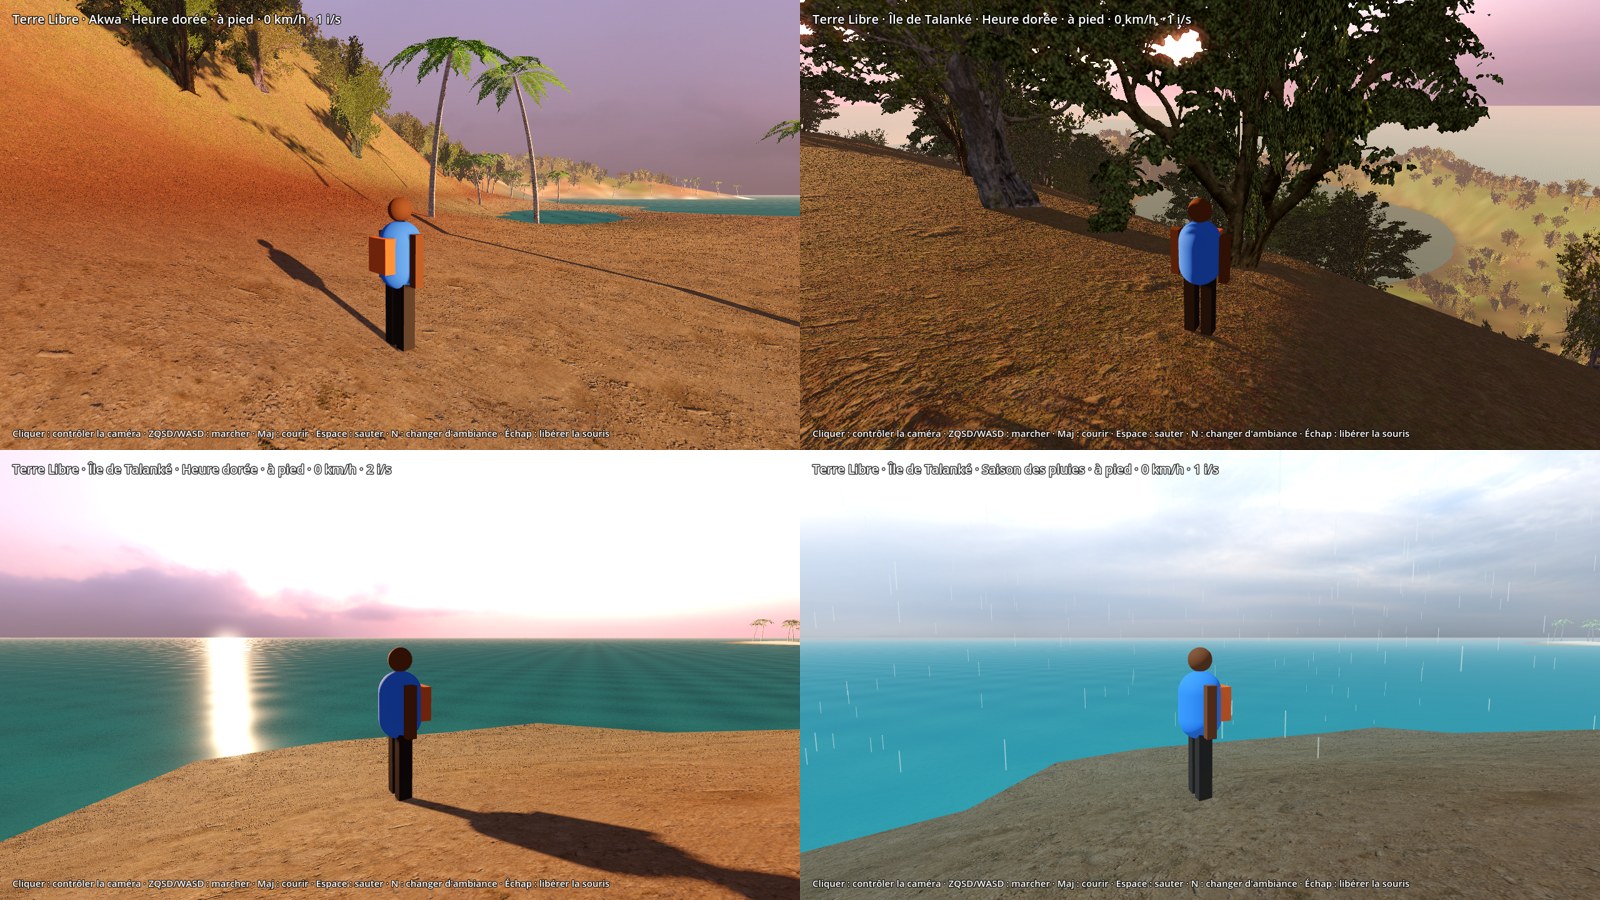 Terre Libre · Akwa · Heure dorée · à pied · 0 km/h · 1 i/s
Terre Libre · Île de Talanké · Heure dorée · à pied · 0 km/h · 1 i/s
Cliquer : contrôler la caméra · ZQSD/WASD : marcher · Maj : courir · Espace : sauter · N : changer d'ambiance · Échap : libérer la souris
Cliquer : contrôler la caméra · ZQSD/WASD : marcher · Maj : courir · Espace : sauter · N : changer d'ambiance · Échap : libérer la souris
Terre Libre · Île de Talanké · Heure dorée · à pied · 0 km/h · 2 i/s
Terre Libre · Île de Talanké · Saison des pluies · à pied · 0 km/h · 1 i/s
Cliquer : contrôler la caméra · ZQSD/WASD : marcher · Maj : courir · Espace : sauter · N : changer d'ambiance · Échap : libérer la souris
Cliquer : contrôler la caméra · ZQSD/WASD : marcher · Maj : courir · Espace : sauter · N : changer d'ambiance · Échap : libérer la souris